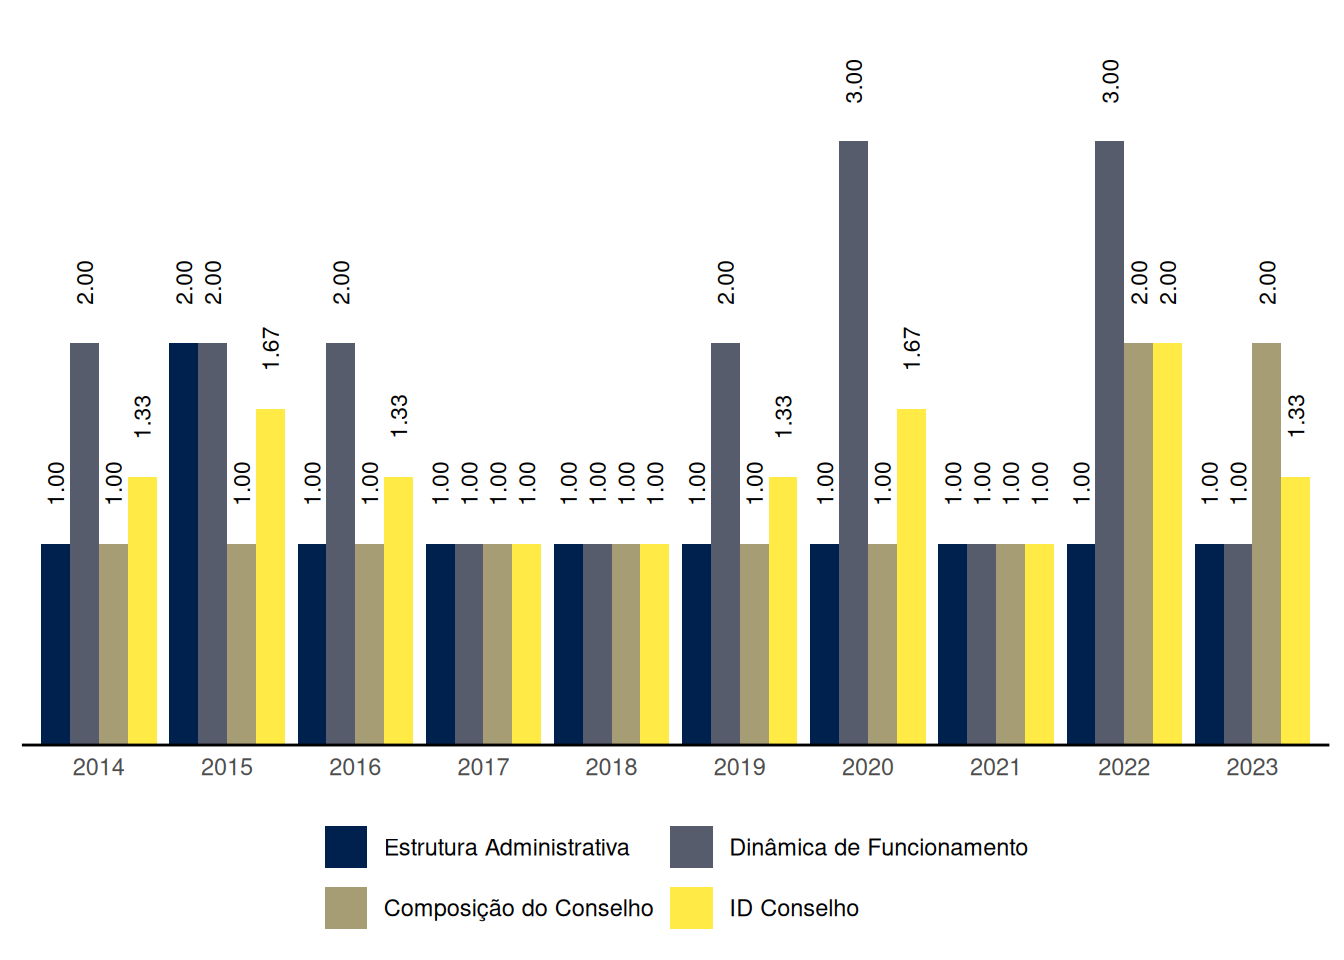 3.00 3.00
2.00 2.00 2.00 2.00 2.00 2.00 2.00 2.00
1.67 1.67
1.33 1.33 1.33 1.33
1.00 1.00 1.00 1.00 1.00 1.00 1.00 1.00 1.00 1.00 1.00 1.00 1.00 1.00 1.00 1.00 1.00 1.00 1.00 1.00 1.00 1.00 1.00 1.00
2014 2015 2016 2017 2018 2019 2020 2021 2022 2023
Estrutura Administrativa Dinâmica de Funcionamento
Composição do Conselho ID Conselho